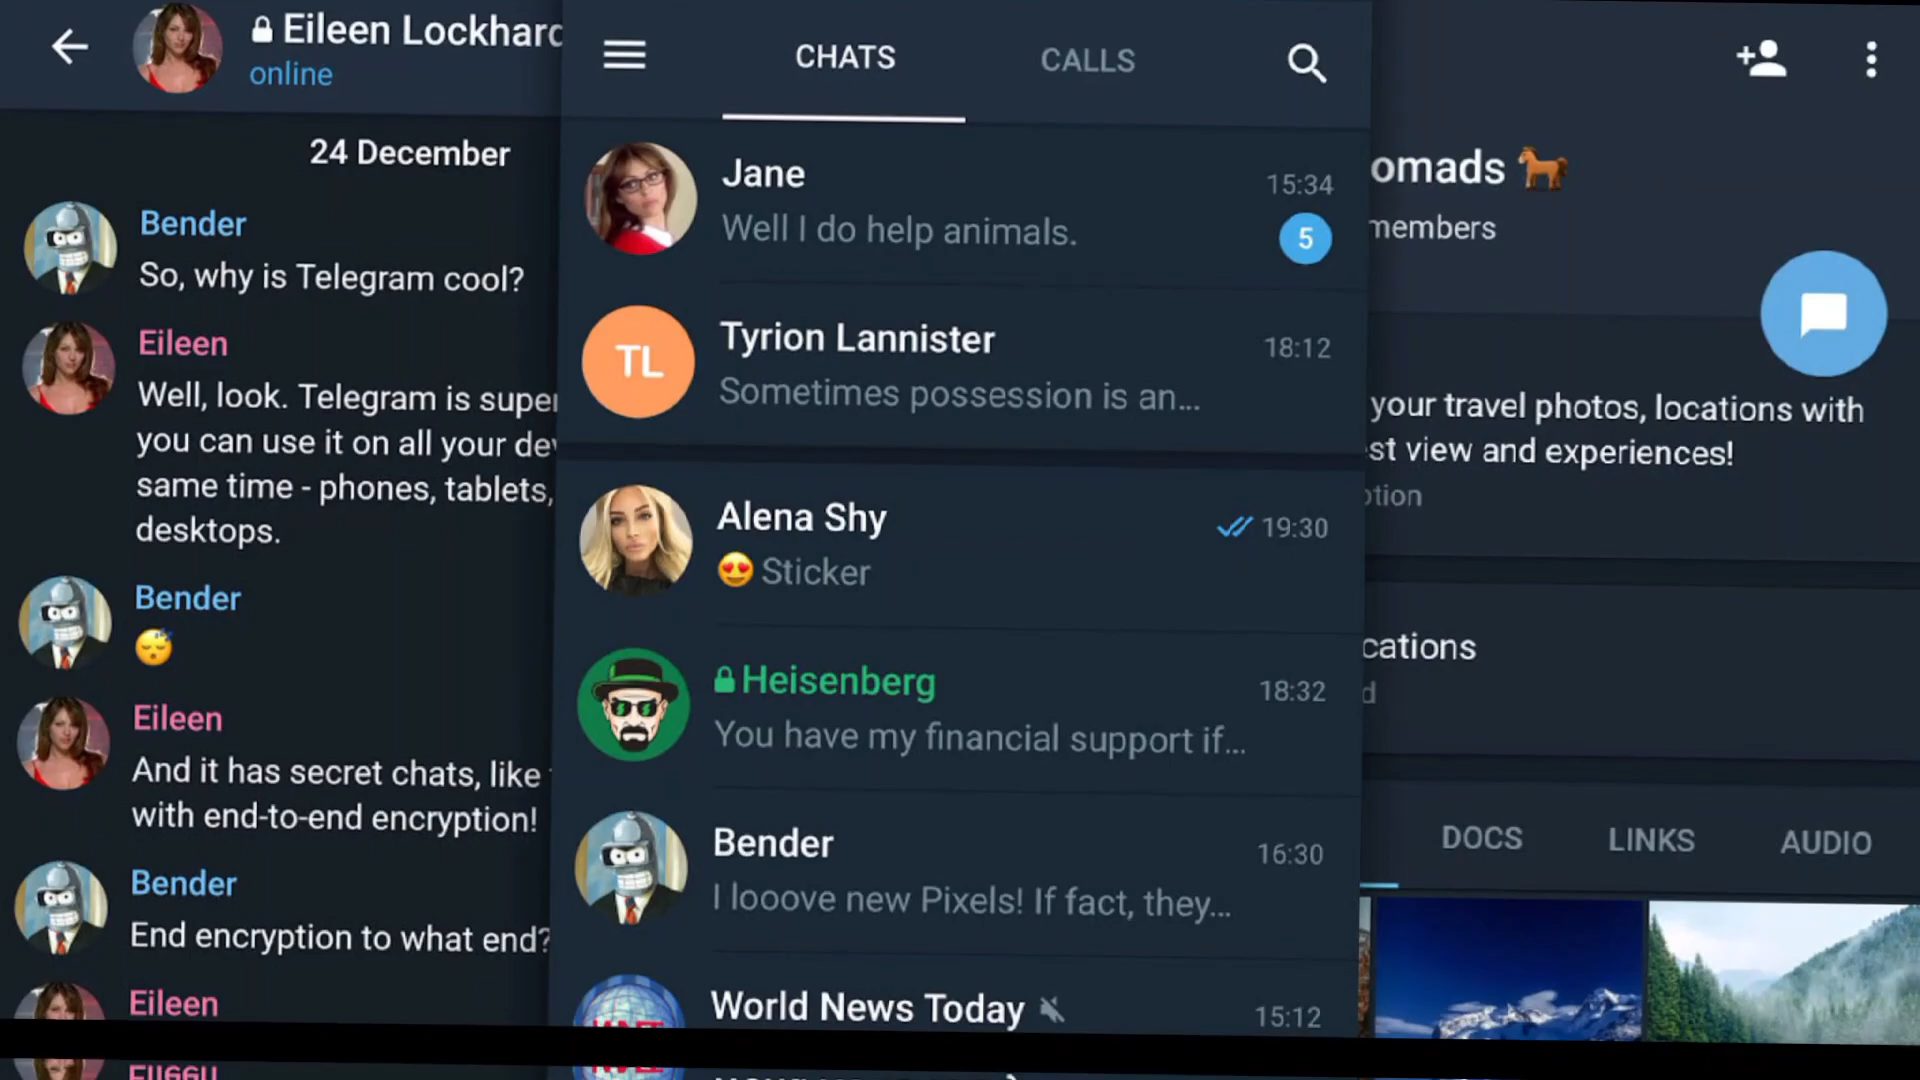 Eileen Lockhard
online
24 December
Bender
So, why is Telegram cool?
Eileen
Well, look. Telegram is super
you can use it on all your de
same time - phones, tablets,
desktops.
Bender
Eileen
And it has secret chats, like
with end-to-end encryption!
Bender
End encryption to what end?
Eileen
CHATS
CALLS
Jane
15:34
Well I do help animals.
5
TL
Tyrion Lannister
18:12
Sometimes possession is an...
Alena Shy
19:30
Sticker
Heisenberg
18:32
You have my financial support if...
Bender
16:30
I looove new Pixels! If fact, they...
World News Today
15:12
omads
members
your travel photos, locations with
st view and experiences!
otion
cations
d
DOCS
LINKS
AUDIO